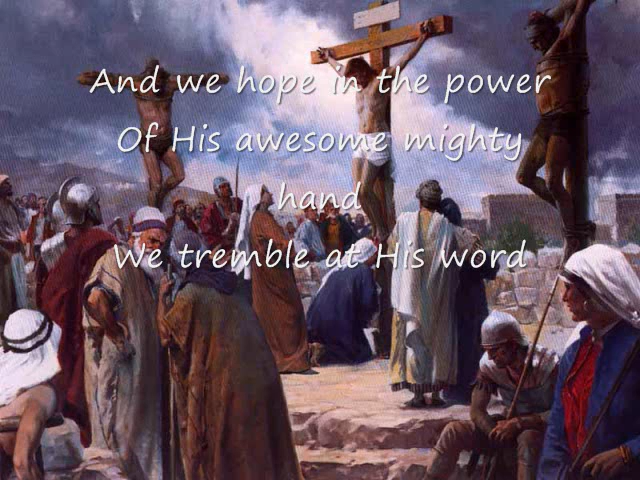 And we hope in the power
Of His awesome mighty
hand
We tremble at His word